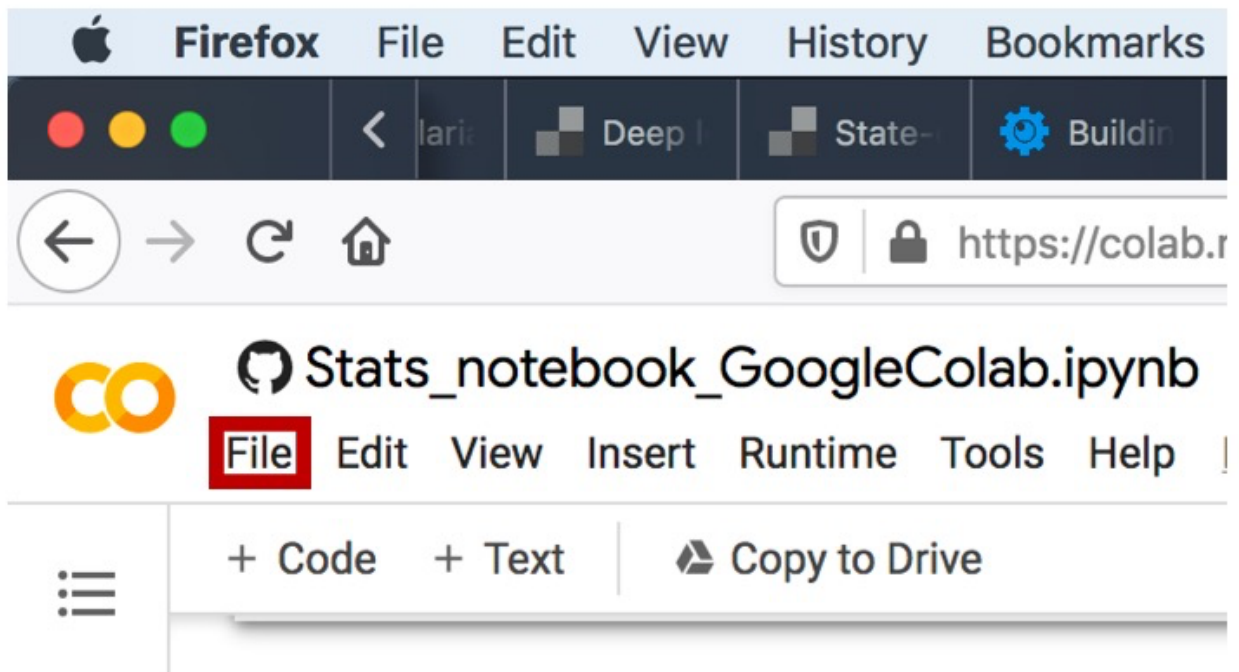 Firefox File Edit View History Bookmarks
Deep State- Buildin
https://colab.r
Stats_notebook_GoogleColab.ipynb
File Edit View Insert Runtime Tools Help
+ Code + Text Copy to Drive